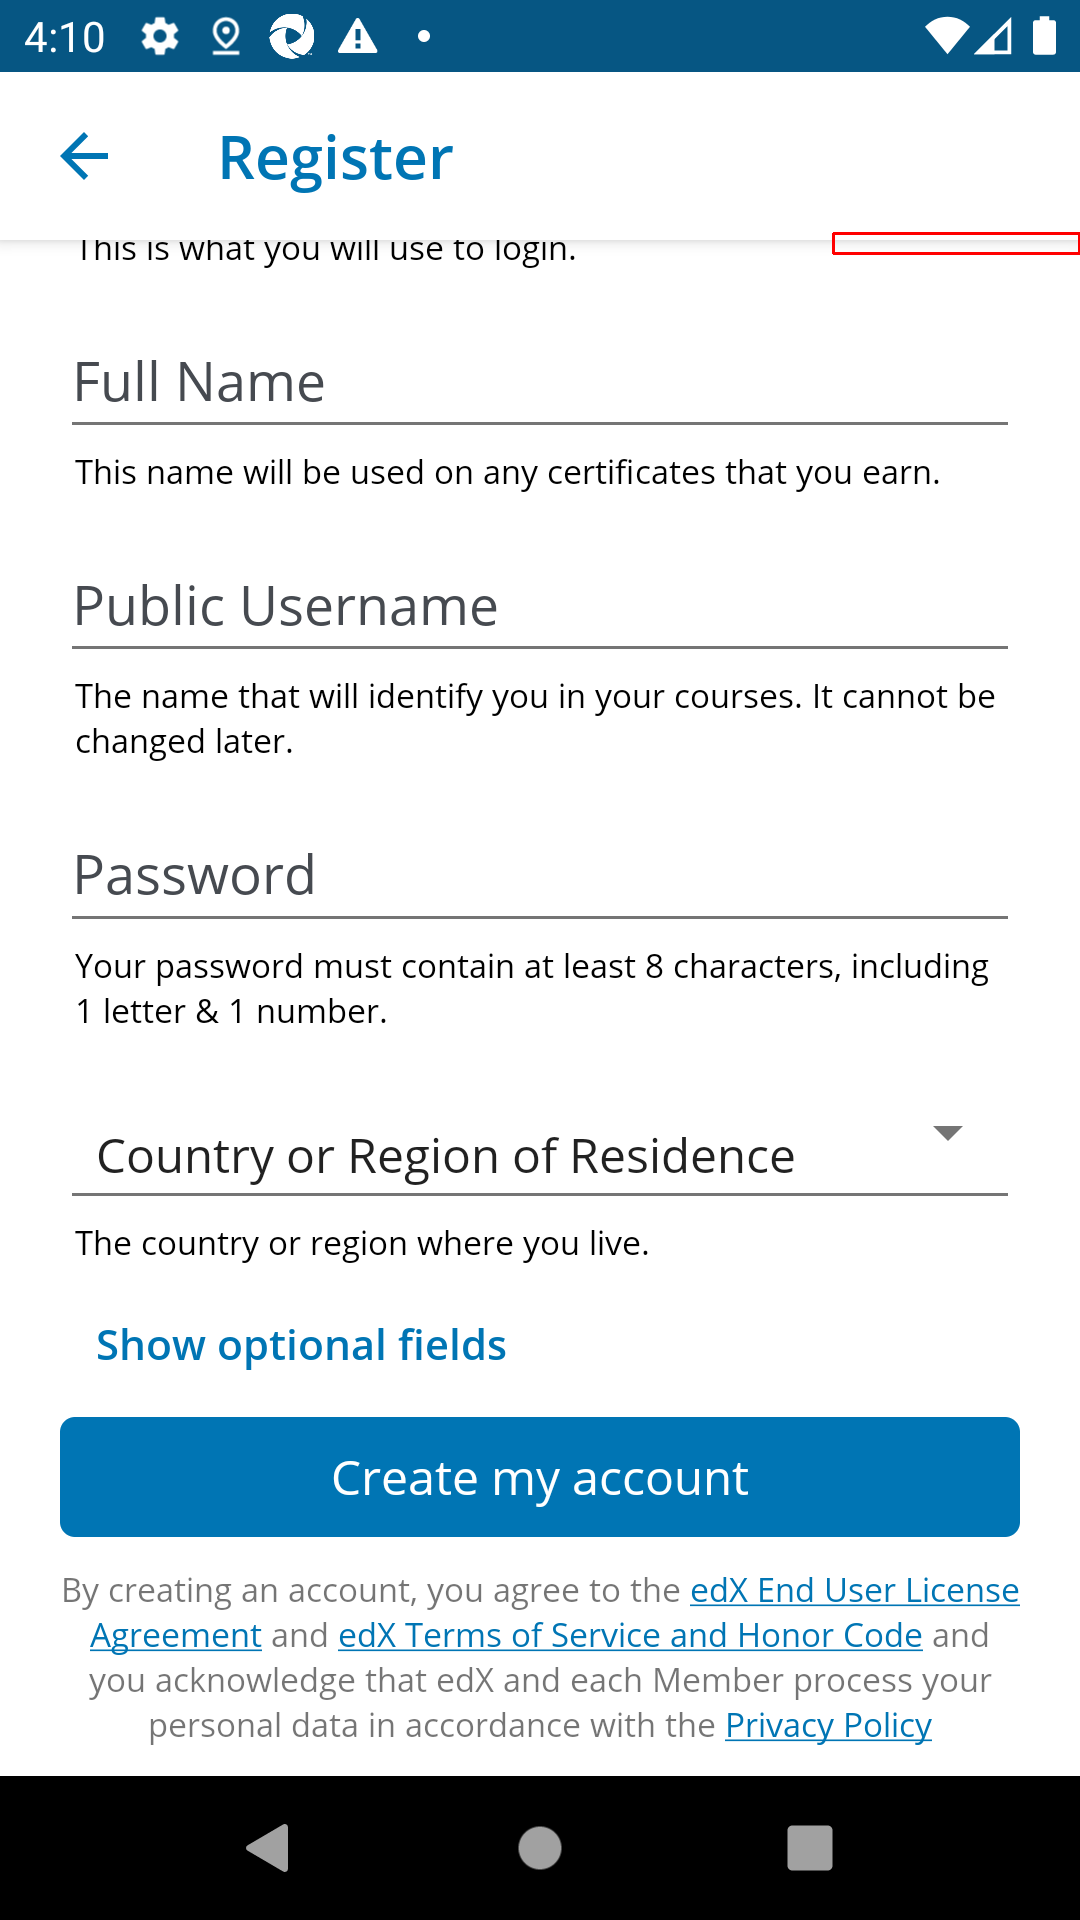 4:10
Register
This is what you will use to login.
Full Name
This name will be used on any certificates that you earn.
Public Username
The name that will identify you in your courses. It cannot be
changed later.
Password
Your password must contain at least 8 characters, including
1 letter & 1 number.
Country or Region of Residence
The country or region where you live.
Show optional fields
Create my account
By creating an account, you agree to the edX End User License
Agreement and edX Terms of Service and Honor Code and
you acknowledge that edX and each Member process your
personal data in accordance with the Privacy Policy